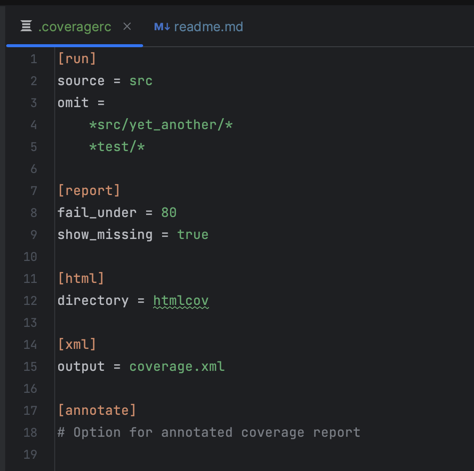 .coveragerc
M↓ readme.md
1 [run]
2 source = src
3 omit =
4 *src/yet_another/*
5 *test/*
6
7 [report]
8 fail_under = 80
9 show_missing = true
10
11 [html]
12 directory = htmlcov
13
14 [xml]
15 output = coverage.xml
16
17 [annotate]
18 # Option for annotated coverage report
19